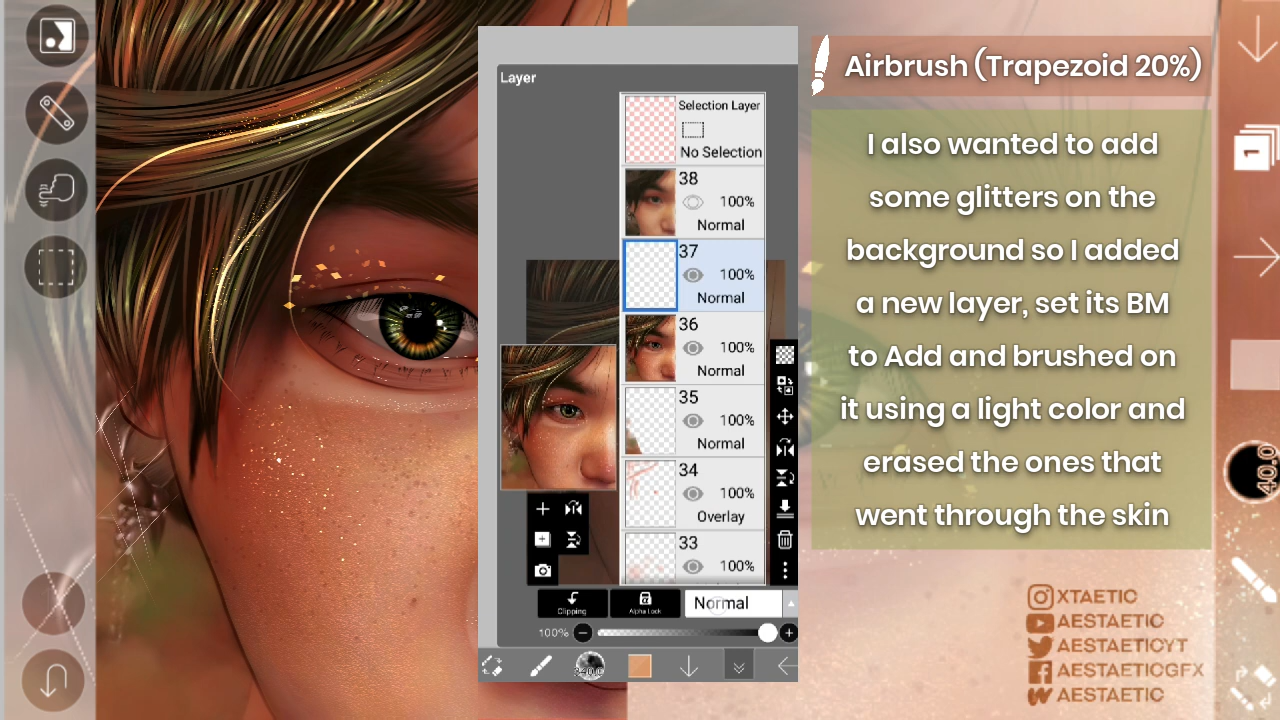 Airbrush (Trapezoid 20%)
I also wanted to add
some glitters on the
background so I added
a new layer, set its BM
to Add and brushed on
it using a light color and
erased the ones that
went through the skin
Layer
Selection Layer
No Selection
38
100%
Normal
37
100%
Normal
36
100%
Normal
35
100%
Normal
34
100%
Overlay
33
100%
Clipping
Alpha Lock
Normal
100%
1
40.0
XTAETIC
AESTAETIC
AESTAETICYT
AESTAETICGFX
AESTAETIC